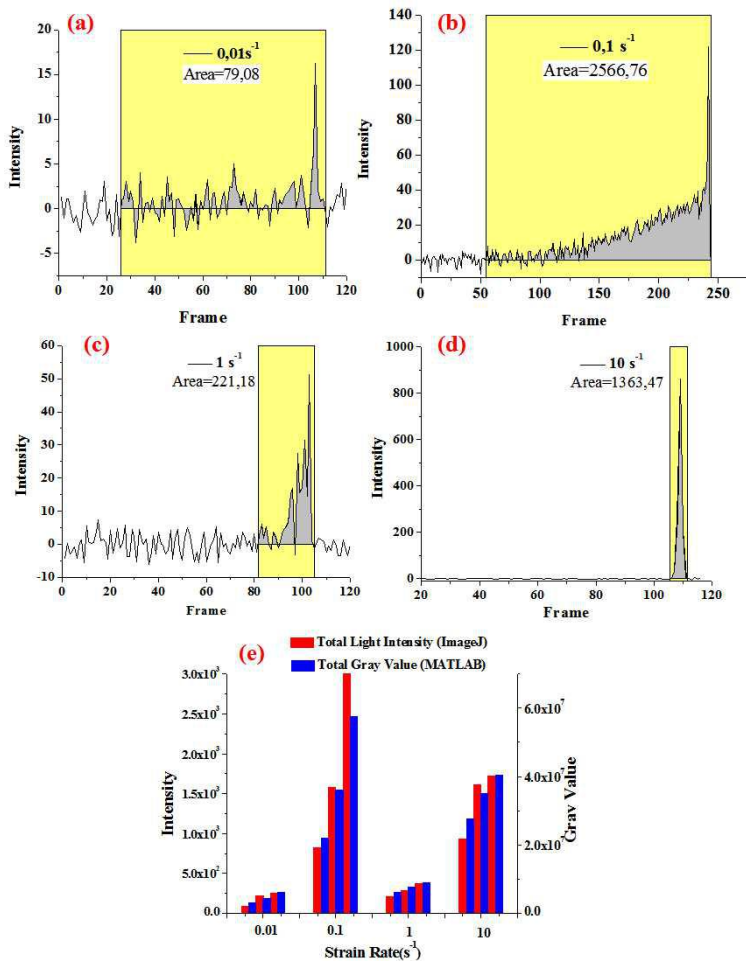 (a)
0,01s-1
Area=79,08
Intensity
20
15
10
5
0
5
0 20 40 60 80 100 120
Frame
(b)
0,1 s-1
Area=2566,76
Intensity
140
120
100
80
60
40
20
0
-20
0 50 100 150 200 250
Frame
(c)
1 s-1
Area=221,18
Intensity
60
50
40
30
20
10
0
-10
0 20 40 60 80 100 120
Frame
(d)
10 s-1
Area=1363,47
Intensity
1000
800
600
400
200
0
20 40 60 80 100 120
Frame
(e)
Total Light Intensity (ImageJ)
Total Gray Value (MATLAB)
Intensity
3.0x103
2.5x103
2.0x103
1.5x103
1.0x103
5.0x102
0.0
Gray Value
6.0x107
0.0
0.01 0.1 1 10
Strain Rate(s-1)